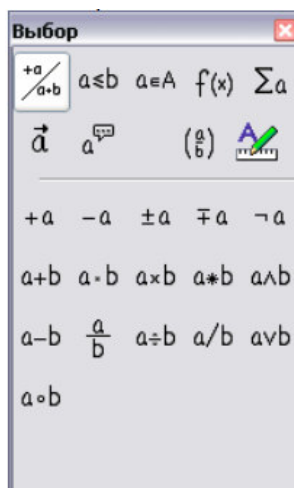 Выбор
+a/a∘b a≤b a∈A f(x) Σa
a⃗ a (a/b) A
+a −a ±a ∓a ¬a
a+b a·b a×b a∗b a∧b
a−b a/b a÷b a/b a∨b
a∘b